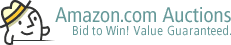 Amazon.com Auctions
Bid to Win! Value Guaranteed.